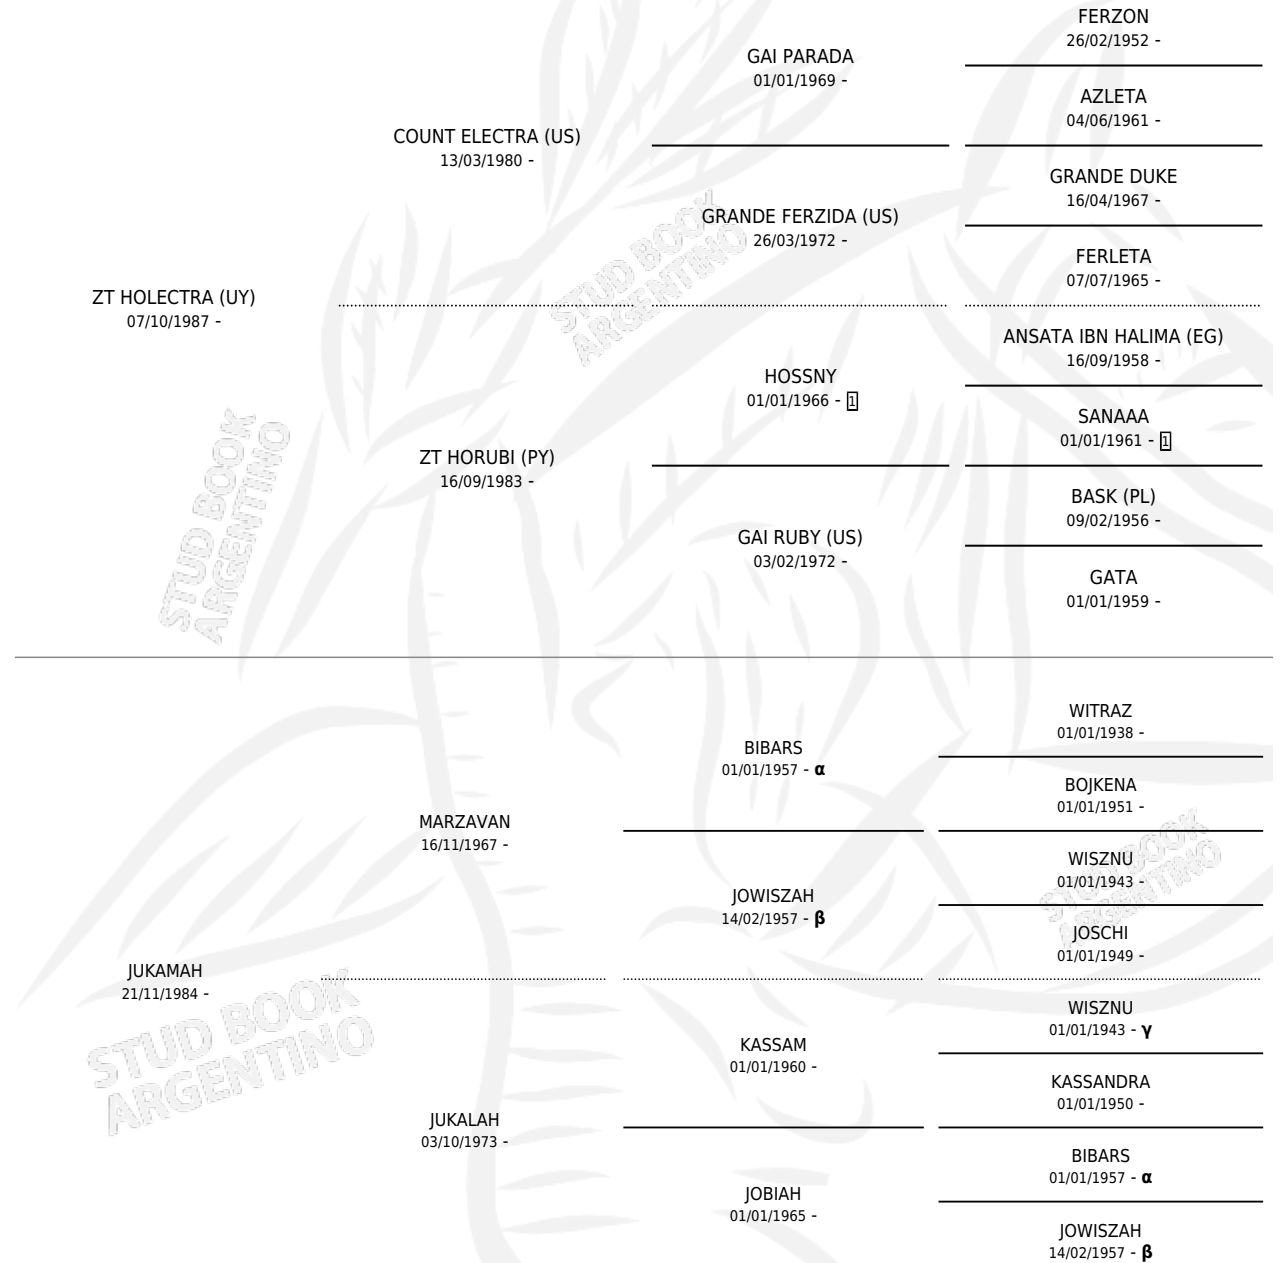 FERZON
26/02/1952 -
GAI PARADA
01/01/1969 -
AZLETA
04/06/1961 -
COUNT ELECTRA (US)
13/03/1980 -
GRANDE DUKE
16/04/1967 -
GRANDE FERZIDA (US)
26/03/1972 -
FERLETA
07/07/1965 -
ZT HOLECTRA (UY)
07/10/1987 -
ANSATA IBN HALIMA (EG)
16/09/1958 -
HOSSNY
01/01/1966 - 1
SANAAA
01/01/1961 - 1
ZT HORUBI (PY)
16/09/1983 -
BASK (PL)
09/02/1956 -
GAI RUBY (US)
03/02/1972 -
GATA
01/01/1959 -
WITRAZ
01/01/1938 -
BIBARS
01/01/1957 - α
BOJKENA
01/01/1951 -
MARZAVAN
16/11/1967 -
WISZNU
01/01/1943 -
JOWISZAH
14/02/1957 - β
JOSCHI
01/01/1949 -
JUKAMAH
21/11/1984 -
WISZNU
01/01/1943 - γ
KASSAM
01/01/1960 -
KASSANDRA
01/01/1950 -
JUKALAH
03/10/1973 -
BIBARS
01/01/1957 - α
JOBIAH
01/01/1965 -
JOWISZAH
14/02/1957 - β
STUD BOOK
ARGENTINO
STUD BOOK
ARGENTINO
STUD BOOK
ARGENTINO
STUD BOOK
ARGENTINO